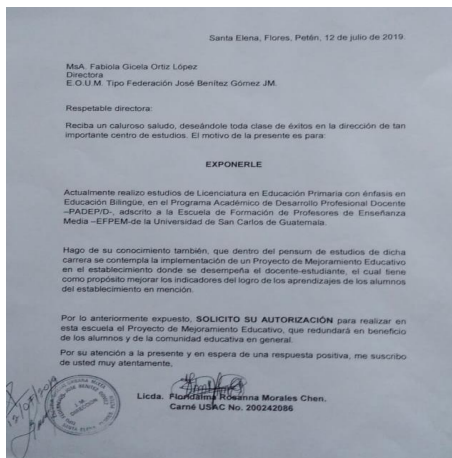 Santa Elena, Flores, Petén, 12 de julio de 2019.
MsA. Fabiola Gicela Ortiz López
Directora
E.O.U.M. Tipo Federación José Benítez Gómez JM.
Respetable directora:
Reciba un caluroso saludo, deseándole toda clase de éxitos en la dirección de tan
importante centro de estudios. El motivo de la presente es para:
EXPONERLE
Actualmente realizo estudios de Licenciatura en Educación Primaria con énfasis en
Educación Bilingüe, en el Programa Académico de Desarrollo Profesional Docente
–PADEP/D-, adscrito a la Escuela de Formación de Profesores de Enseñanza
Media –EFPEM-de la Universidad de San Carlos de Guatemala.
Hago de su conocimiento también, que dentro del pensum de estudios de dicha
carrera se contempla la implementación de un Proyecto de Mejoramiento Educativo
en el establecimiento donde se desempeña el docente-estudiante, el cual tiene
como propósito mejorar los indicadores del logro de los aprendizajes de los alumnos
del establecimiento en mención.
Por lo anteriormente expuesto, SOLICITO SU AUTORIZACIÓN para realizar en
esta escuela el Proyecto de Mejoramiento Educativo, que redundará en beneficio
de los alumnos y de la comunidad educativa en general.
Por su atención a la presente y en espera de una respuesta positiva, me suscribo
de usted muy atentamente.
Licda. Floridalma Rosanna Morales Chen.
Carné USAC No. 200242086
DIRECCION